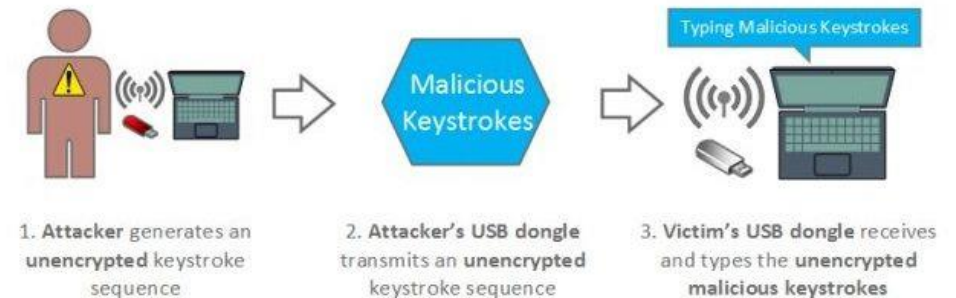 Typing Malicious Keystrokes
Malicious
Keystrokes
1. Attacker generates an
unencrypted keystroke
sequence
2. Attacker's USB dongle
transmits an unencrypted
keystroke sequence
3. Victim's USB dongle receives
and types the unencrypted
malicious keystrokes